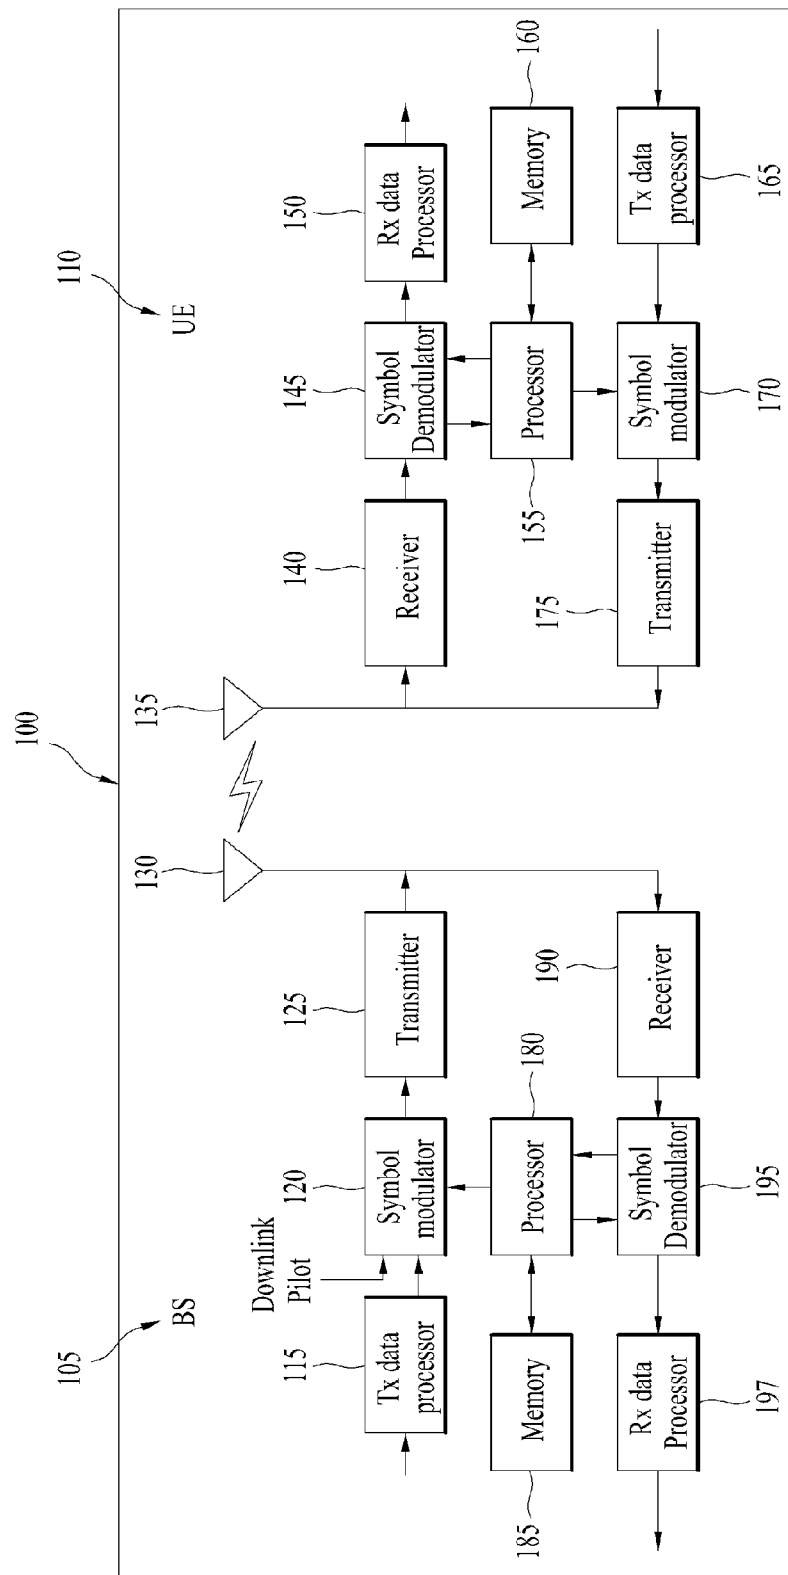 100
105
BS
110
UE
115
Tx data
processor
Downlink
Pilot
120
Symbol
modulator
125
Transmitter
130
135
140
Receiver
145
Symbol
Demodulator
150
Rx data
Processor
185
Memory
180
Processor
155
Processor
160
Memory
197
Rx data
Processor
195
Symbol
Demodulator
190
Receiver
175
Transmitter
170
Symbol
modulator
165
Tx data
processor